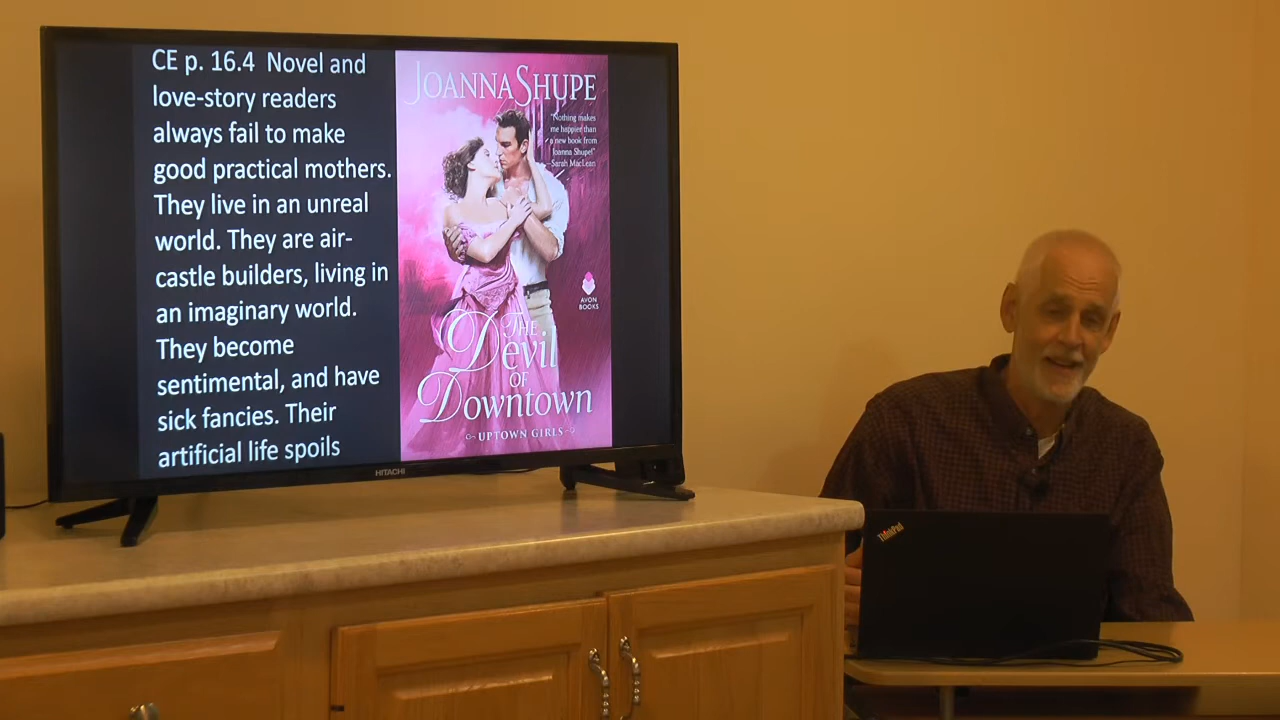 CE p. 16.4 Novel and
love-story readers
always fail to make
good practical mothers.
They live in an unreal
world. They are air-
castle builders, living in
an imaginary world.
They become
sentimental, and have
sick fancies. Their
artificial life spoils
JOANNA SHUPE
"Nothing makes
me happier than
a new book from
Joanna Shupe!"
—Sarah MacLean
AVON
BOOKS
THE
Devil
OF
Downtown
UPTOWN GIRLS
HITACHI
ThinkPad